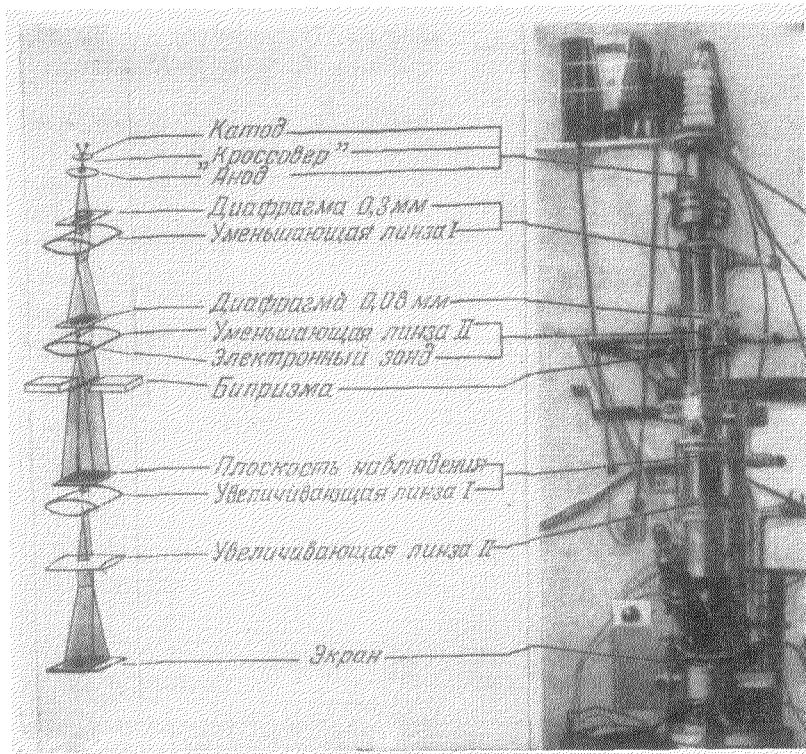 Катод
„Кроссовер”
Анод
Диафрагма 0,3 мм
Уменьшающая линза I
Диафрагма 0,08 мм
Уменьшающая линза II
Электронный зонд
Бипризма
Плоскость наблюдения
Увеличивающая линза I
Увеличивающая линза II
Экран